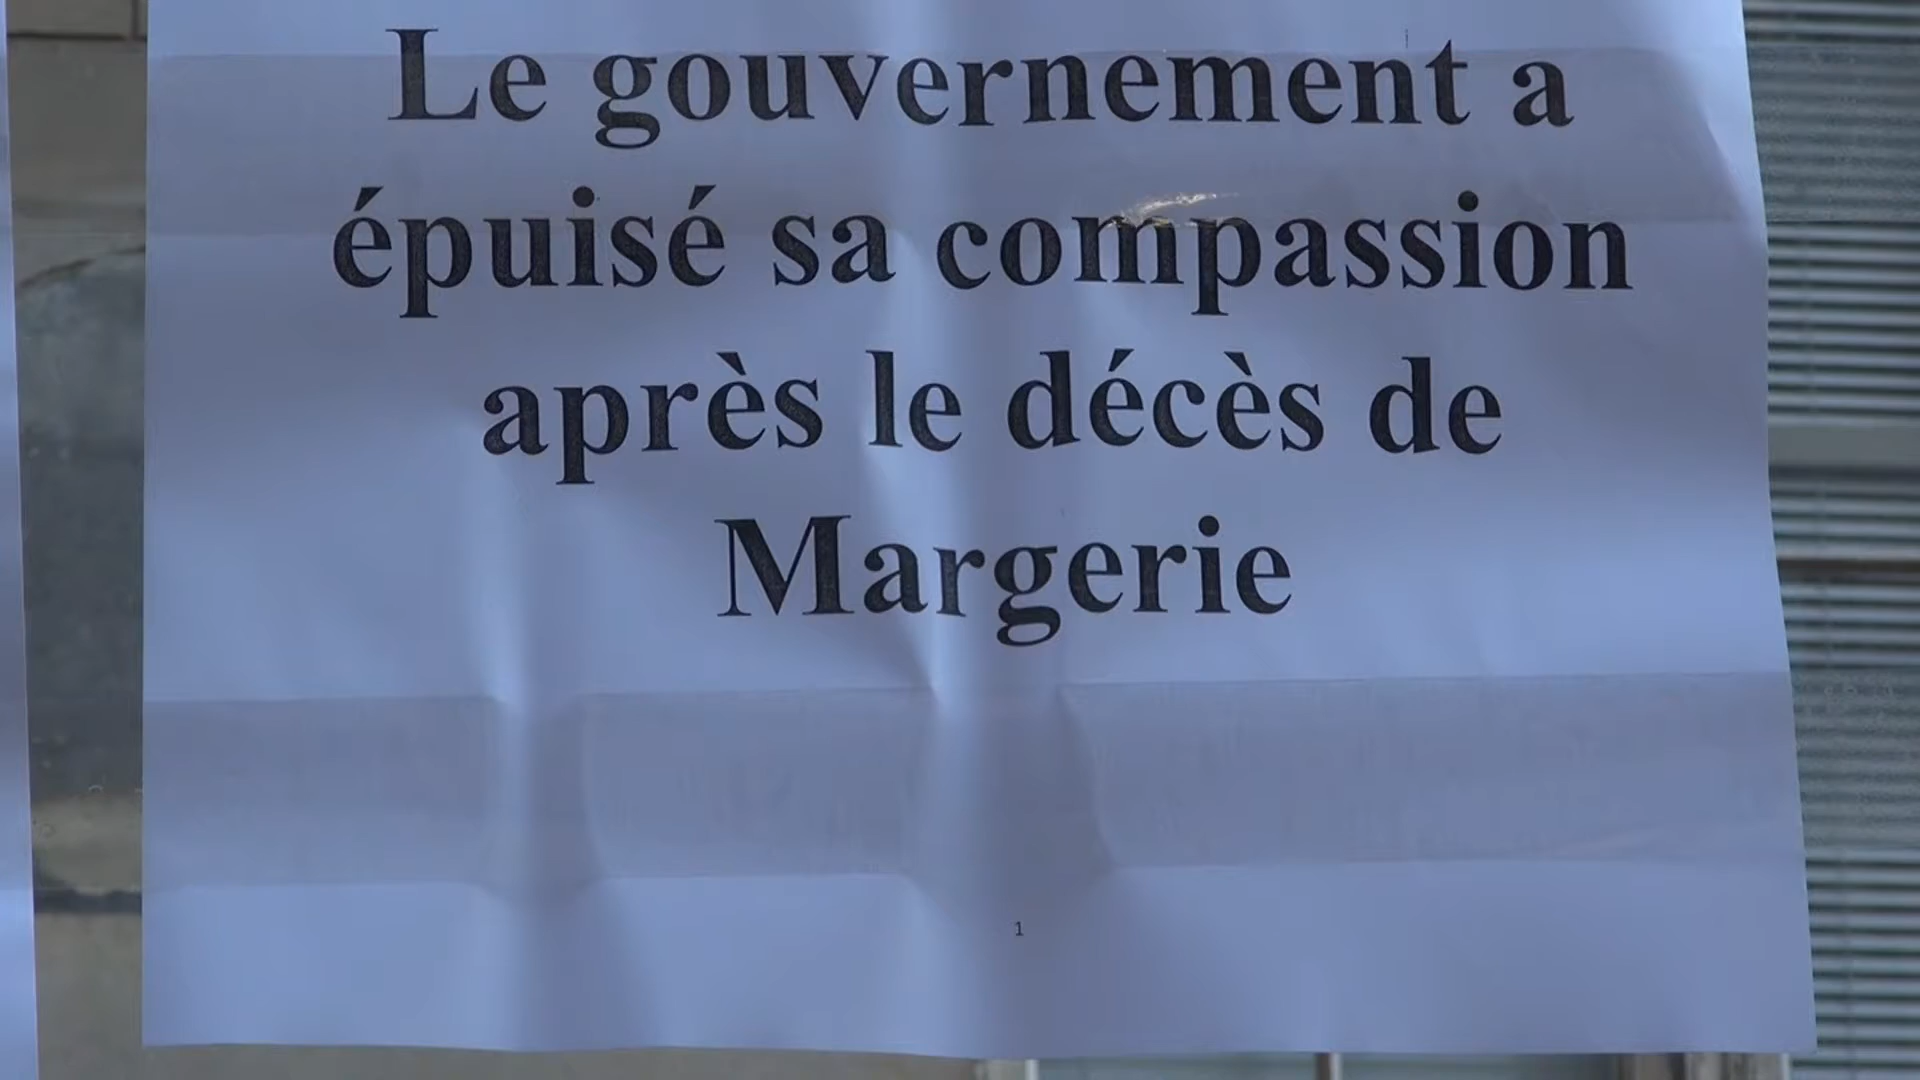 Le gouvernement a
épuisé sa compassion
après le décès de
Margerie
1